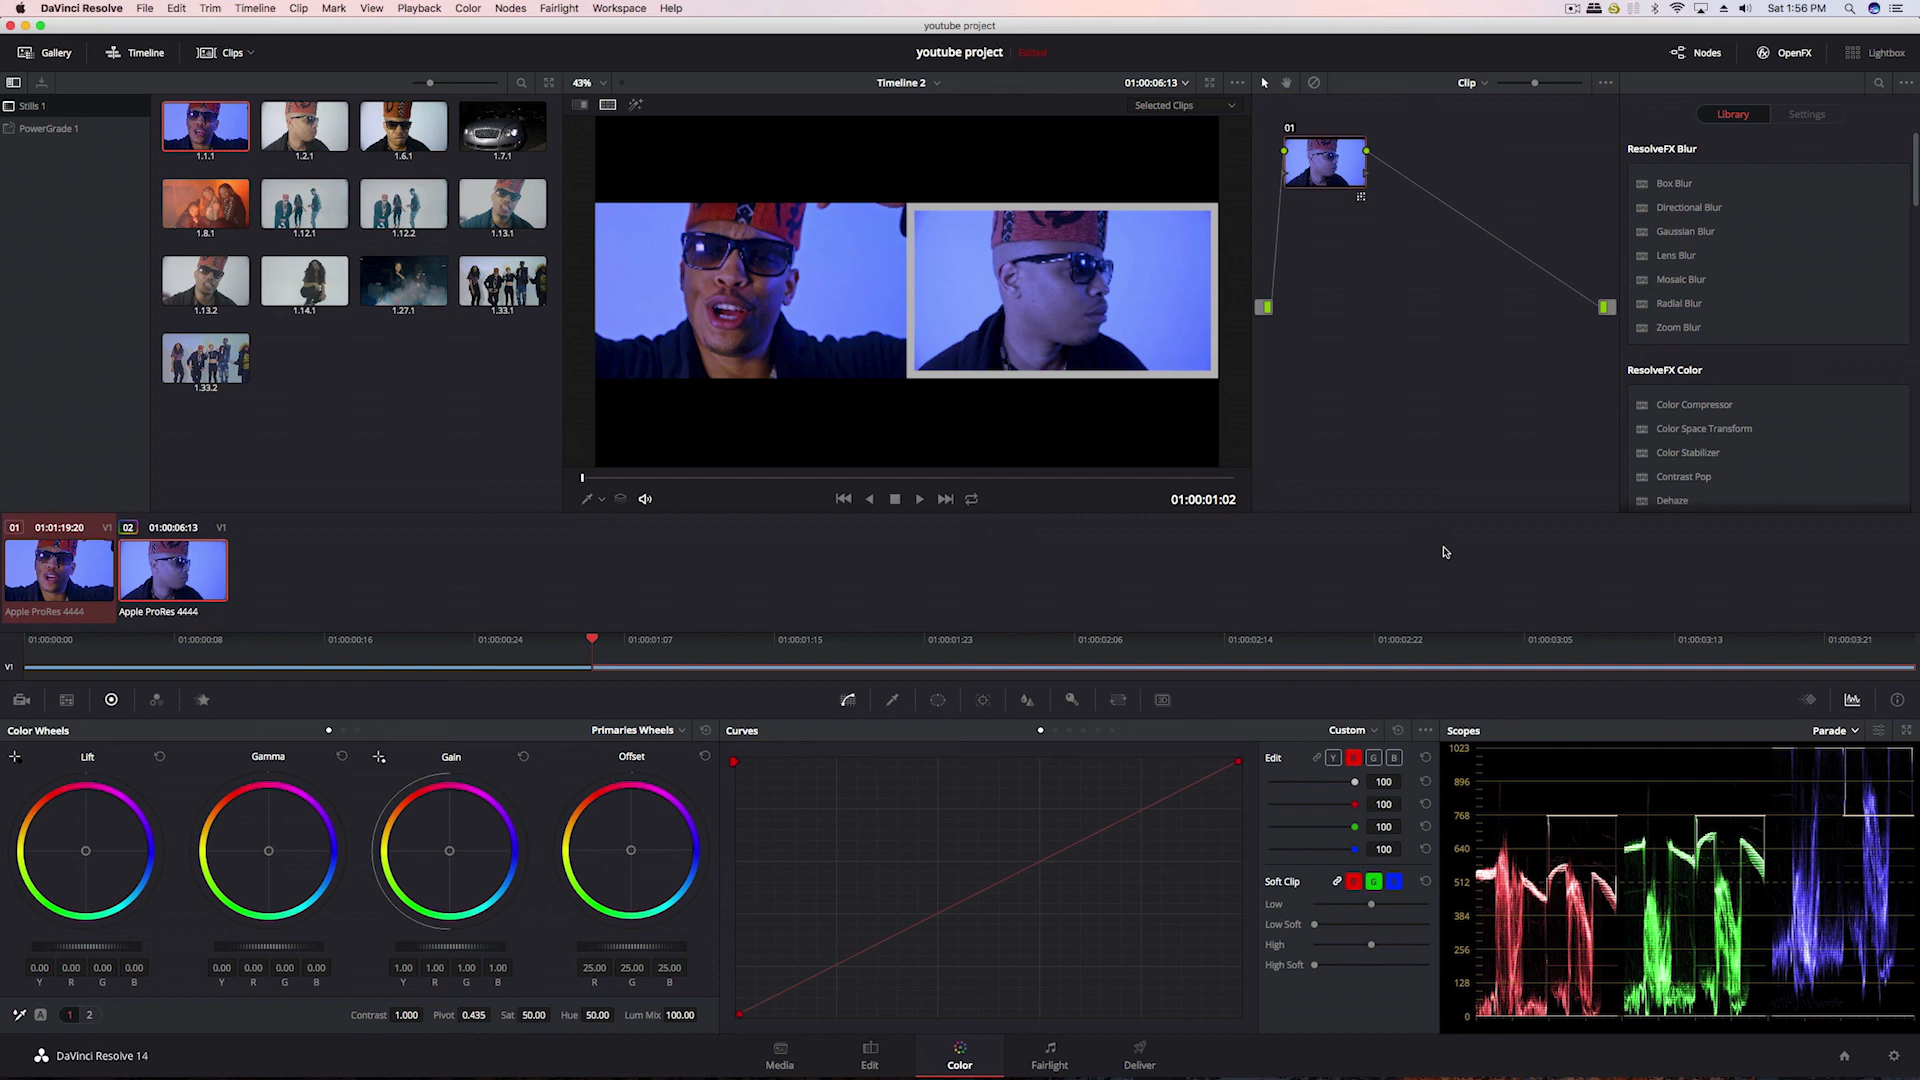 DaVinci Resolve File Edit Trim Timeline Clip Mark View Playback Color Nodes Fairlight Workspace Help Sat 1:56 PM
youtube project
Gallery Timeline Clips youtube project Edited Nodes OpenFX Lightbox
43% Timeline 2 01:00:06:13 Clip
Stills 1 Selected Clips
PowerGrade 1
Library Settings
01
1.1.1 1.2.1 1.6.1 1.7.1
1.8.1 1.12.1 1.12.2 1.13.1
1.13.2 1.14.1 1.27.1 1.33.1
1.33.2
ResolveFX Blur
Box Blur
Directional Blur
Gaussian Blur
Lens Blur
Mosaic Blur
Radial Blur
Zoom Blur
ResolveFX Color
Color Compressor
Color Space Transform
Color Stabilizer
Contrast Pop
Dehaze
01:00:01:02
01 01:01:19:20 V1 02 01:00:06:13 V1
Apple ProRes 4444 Apple ProRes 4444
01:00:00:00 01:00:00:08 01:00:00:16 01:00:00:24 01:00:01:07 01:00:01:15 01:00:01:23 01:00:02:06 01:00:02:14 01:00:02:22 01:00:03:05 01:00:03:13 01:00:03:21
V1
Color Wheels Primaries Wheels Curves Custom Scopes Parade
Lift Gamma Gain Offset
0.00 0.00 0.00 0.00 0.00 0.00 0.00 0.00 1.00 1.00 1.00 1.00 25.00 25.00 25.00
Y R G B Y R G B Y R G B R G B
A 1 2 Contrast 1.000 Pivot 0.435 Sat 50.00 Hue 50.00 Lum Mix 100.00
Edit Y R G B
100
100
100
100
Soft Clip R G B
Low
Low Soft
High
High Soft
1023
896
768
640
512
384
256
128
0
DaVinci Resolve 14 Media Edit Color Fairlight Deliver